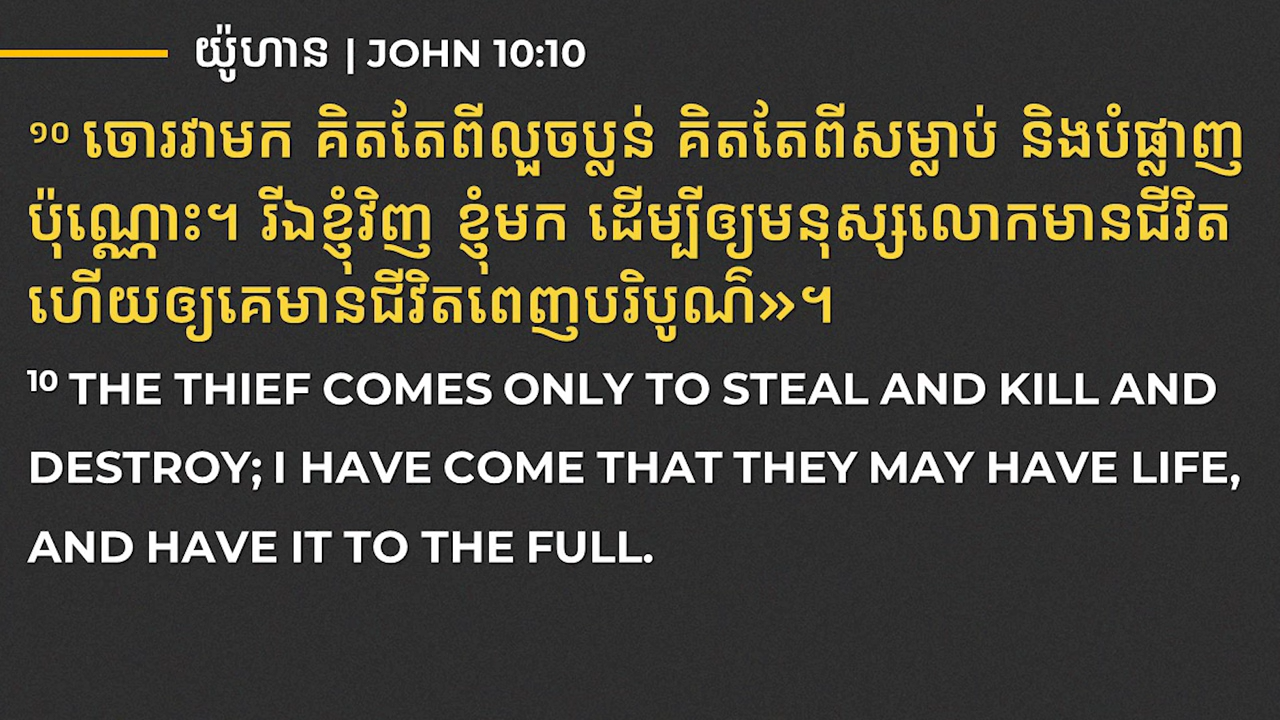 យ៉ូហាន | JOHN 10:10
១០ ចោរវាមក គិតតែពីលួចប្លន់ គិតតែពីសម្លាប់ និងបំផ្លាញ
ប៉ុណ្ណោះ។ រីឯខ្ញុំវិញ ខ្ញុំមក ដើម្បីឲ្យមនុស្សលោកមានជីវិត
ហើយឲ្យគេមានជីវិតពេញបរិបូណ៌»។
10 THE THIEF COMES ONLY TO STEAL AND KILL AND
DESTROY; I HAVE COME THAT THEY MAY HAVE LIFE,
AND HAVE IT TO THE FULL.